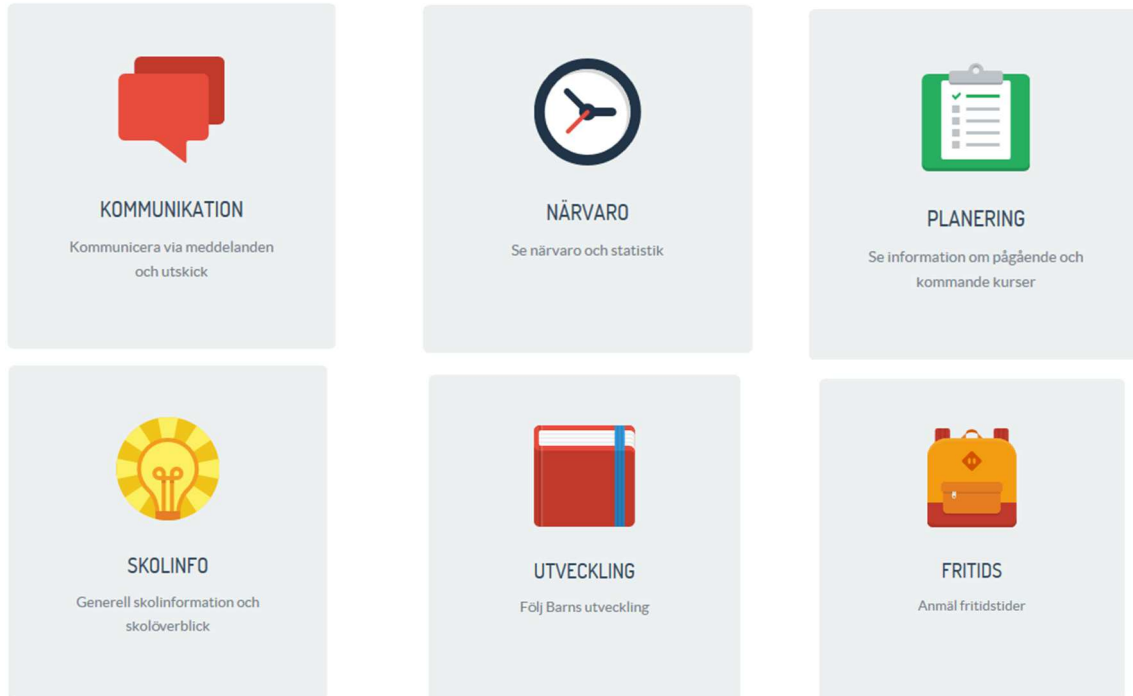 KOMMUNIKATION
Kommunicera via meddelanden
och utskick
NÄRVARO
Se närvaro och statistik
PLANERING
Se information om pågående och
kommande kurser
SKOLINFO
Generell skolinformation och
skolöverblick
UTVECKLING
Följ Barns utveckling
FRITIDS
Anmäl fritidstider